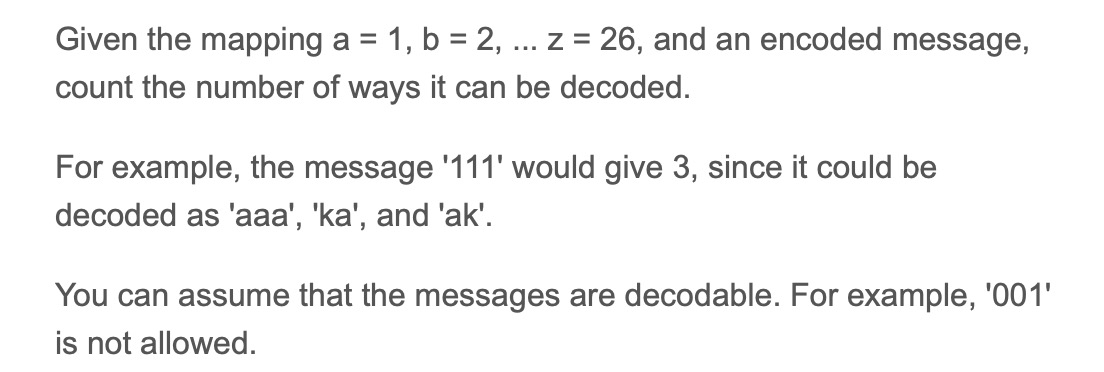 Given the mapping a = 1, b = 2, ... z = 26, and an encoded message,
count the number of ways it can be decoded.
For example, the message '111' would give 3, since it could be
decoded as 'aaa', 'ka', and 'ak'.
You can assume that the messages are decodable. For example, '001'
is not allowed.